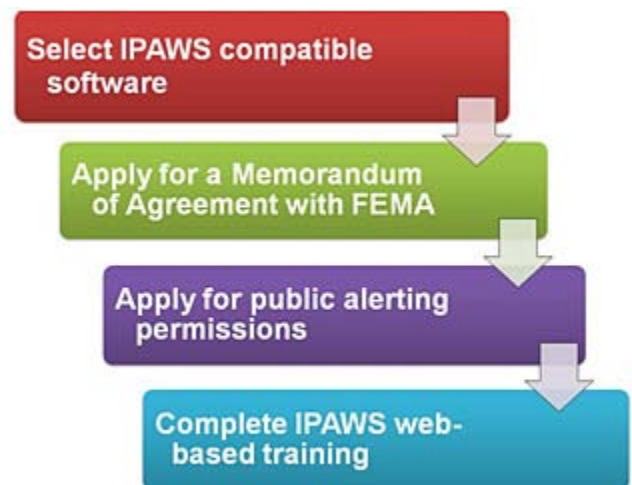 Select IPAWS compatible
software
Apply for a Memorandum
of Agreement with FEMA
Apply for public alerting
permissions
Complete IPAWS web-
based training